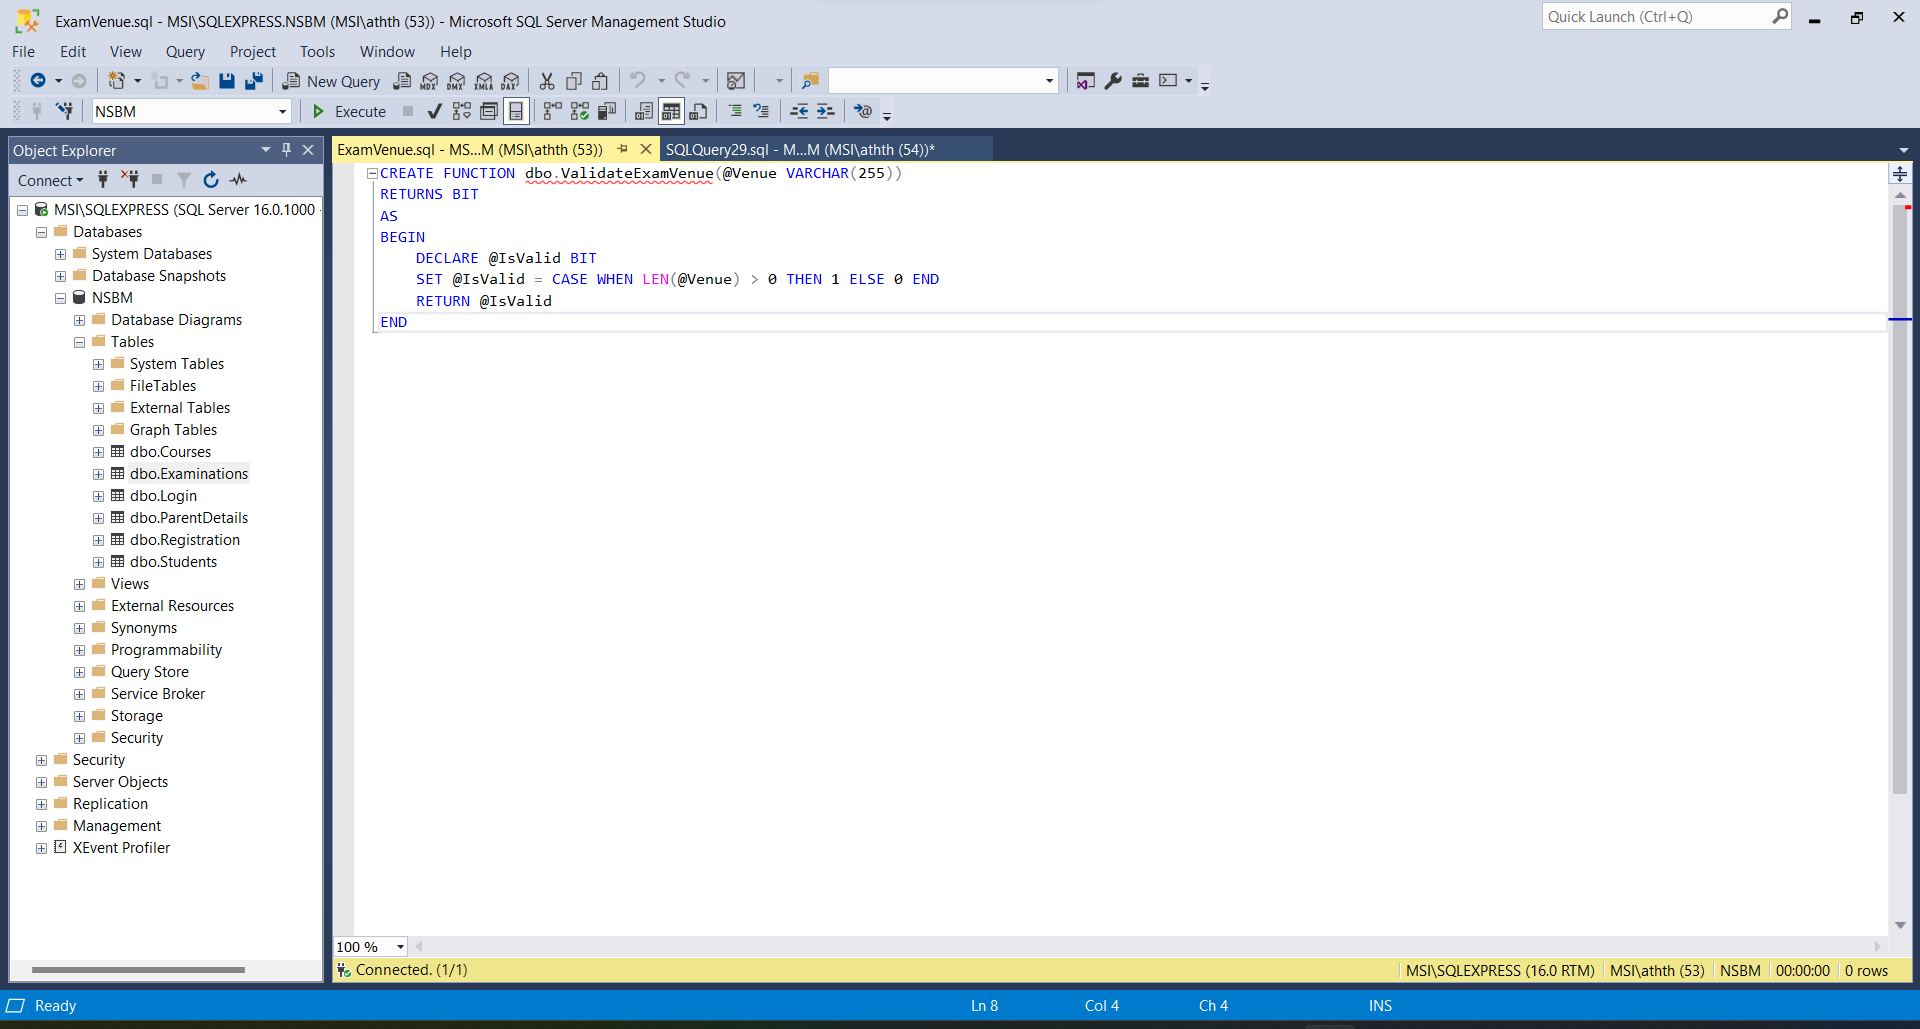 ExamVenue.sql - MSI\SQLEXPRESS.NSBM (MSI\athth (53)) - Microsoft SQL Server Management Studio
Quick Launch (Ctrl+Q)
File Edit View Query Project Tools Window Help
New Query MDX DMX XMLA DAX
NSBM Execute
Object Explorer
ExamVenue.sql - MS...M (MSI\athth (53)) SQLQuery29.sql - M...M (MSI\athth (54))*
Connect
MSI\SQLEXPRESS (SQL Server 16.0.1000 -
Databases
System Databases
Database Snapshots
NSBM
Database Diagrams
Tables
System Tables
FileTables
External Tables
Graph Tables
dbo.Courses
dbo.Examinations
dbo.Login
dbo.ParentDetails
dbo.Registration
dbo.Students
Views
External Resources
Synonyms
Programmability
Query Store
Service Broker
Storage
Security
Security
Server Objects
Replication
Management
XEvent Profiler
CREATE FUNCTION dbo.ValidateExamVenue(@Venue VARCHAR(255))
RETURNS BIT
AS
BEGIN
    DECLARE @IsValid BIT
    SET @IsValid = CASE WHEN LEN(@Venue) > 0 THEN 1 ELSE 0 END
    RETURN @IsValid
END
100 %
Connected. (1/1)
MSI\SQLEXPRESS (16.0 RTM) MSI\athth (53) NSBM 00:00:00 0 rows
Ready Ln 8 Col 4 Ch 4 INS